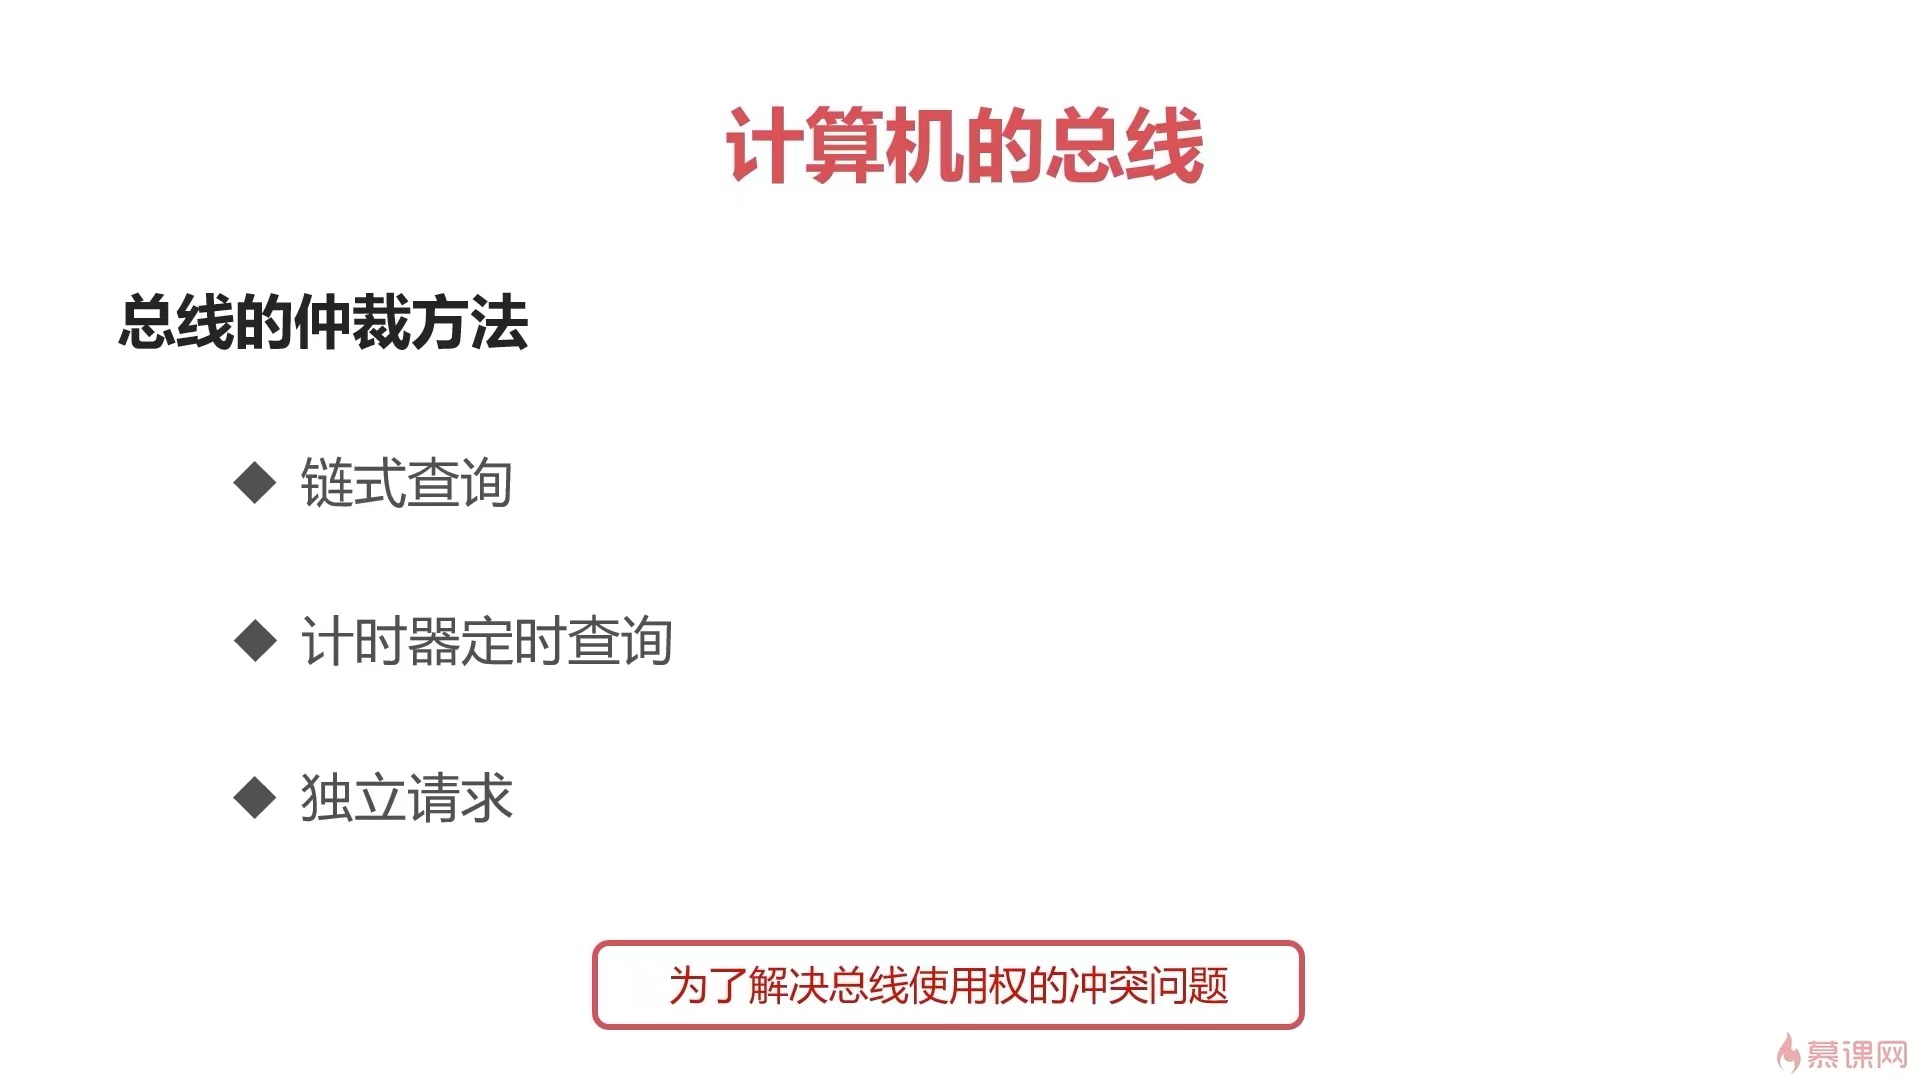 计算机的总线
总线的仲裁方法
◆ 链式查询
◆ 计时器定时查询
◆ 独立请求
为了解决总线使用权的冲突问题
慕课网